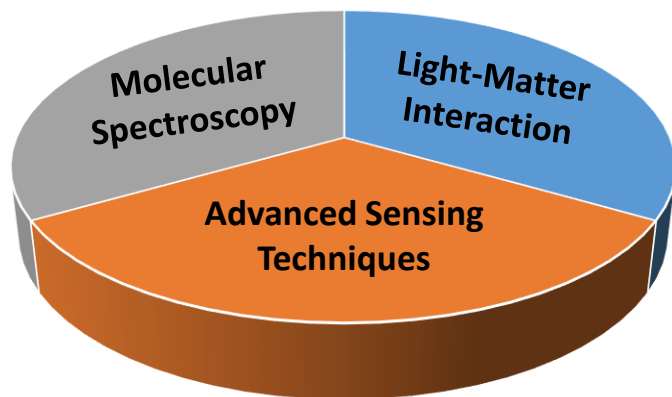 Molecular
Spectroscopy
Light-Matter
Interaction
Advanced Sensing
Techniques